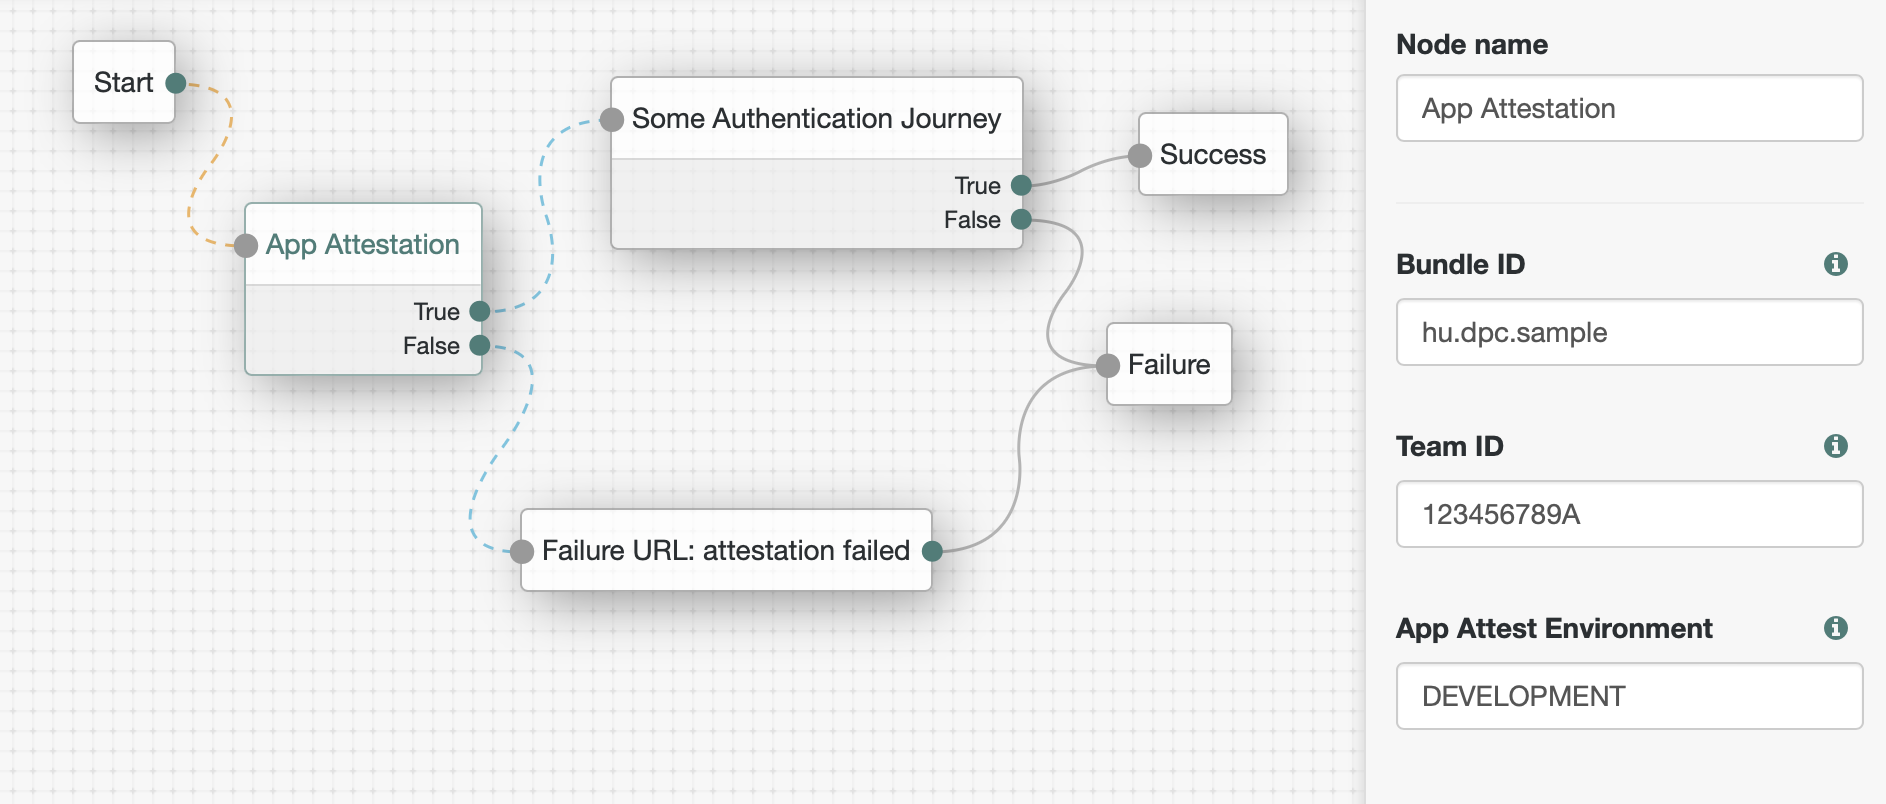 Start
App Attestation
True
False
Some Authentication Journey
True
False
Success
Failure
Failure URL: attestation failed
Node name
App Attestation
Bundle ID
hu.dpc.sample
Team ID
123456789A
App Attest Environment
DEVELOPMENT